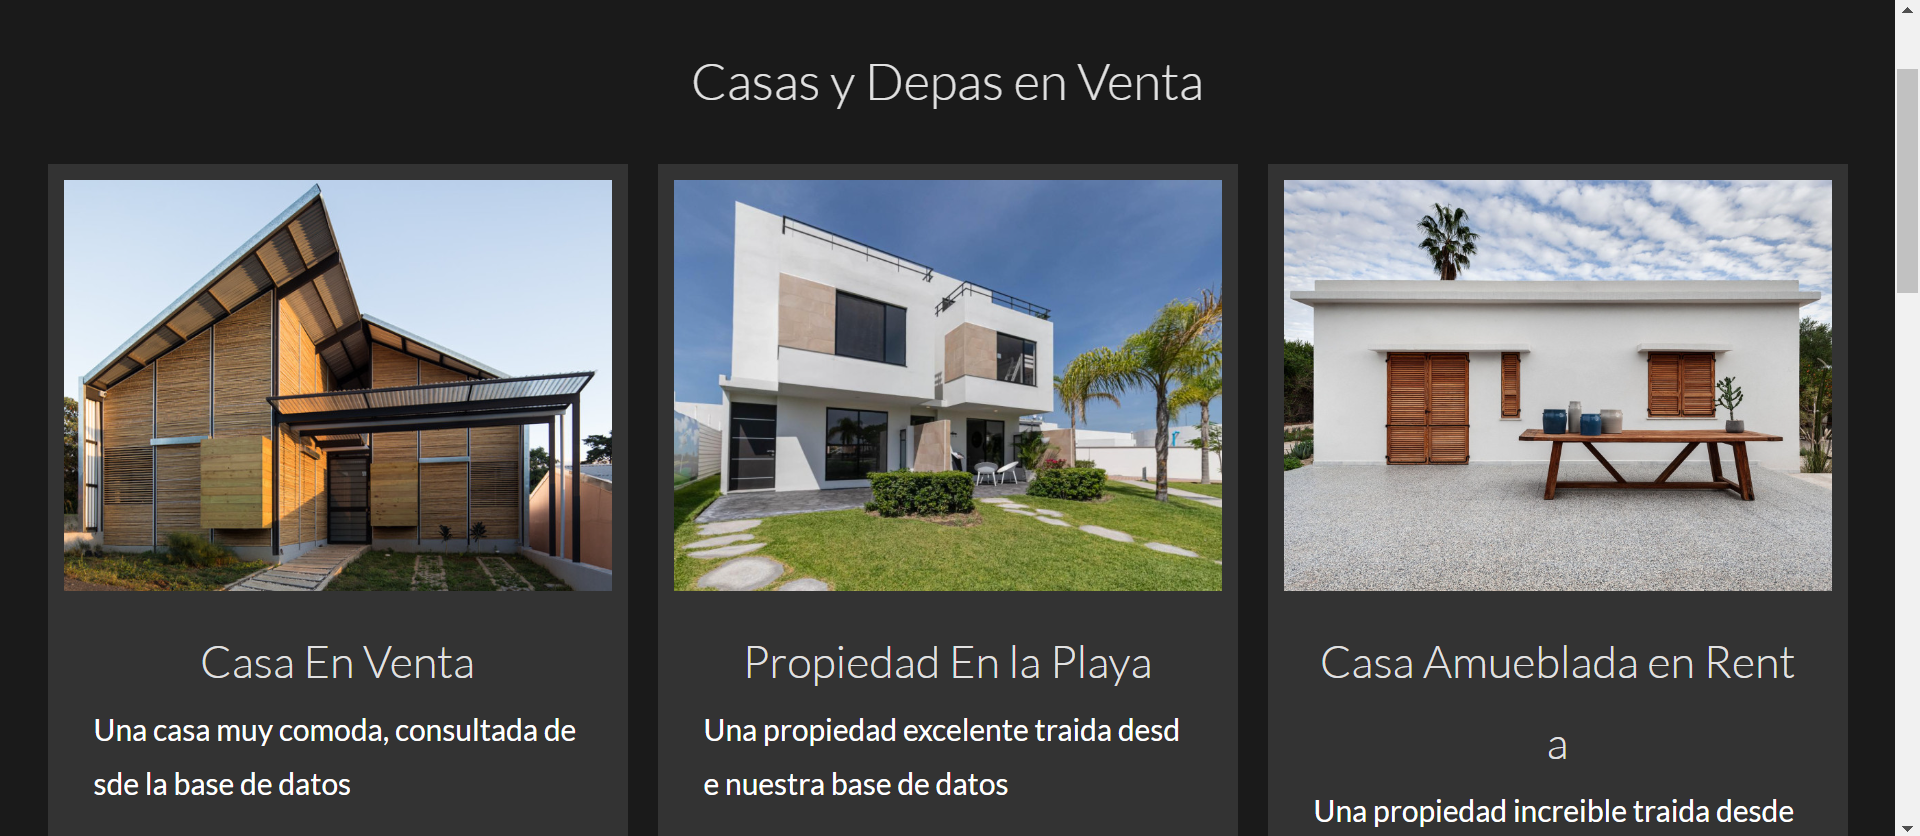 Casas y Depas en Venta
Casa En Venta
Una casa muy comoda, consultada de
sde la base de datos
Propiedad En la Playa
Una propiedad excelente traida desd
e nuestra base de datos
Casa Amueblada en Rent
a
Una propiedad increible traida desde